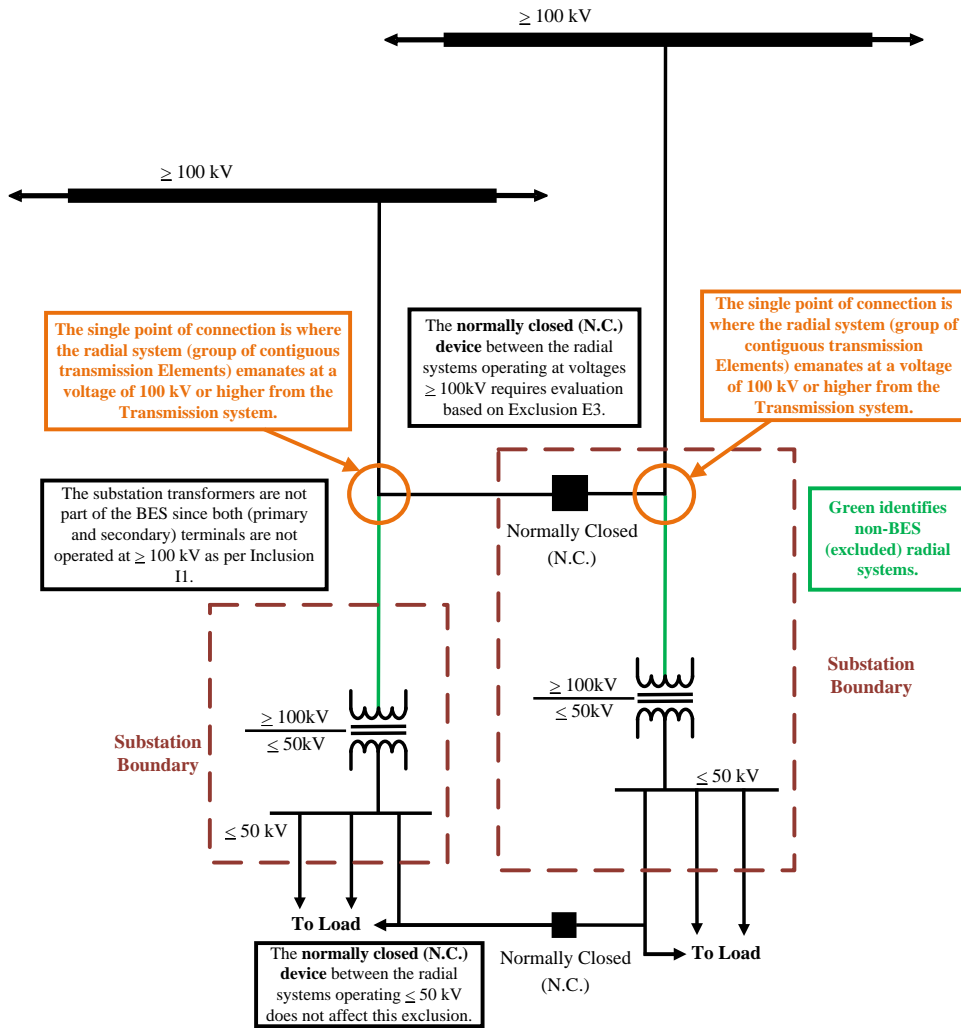 ≥ 100 kV
≥ 100 kV
The single point of connection is where
the radial system (group of contiguous
transmission Elements) emanates at a
voltage of 100 kV or higher from the
Transmission system.
The normally closed (N.C.)
device between the radial
systems operating at voltages
≥ 100kV requires evaluation
based on Exclusion E3.
The single point of connection is
where the radial system (group of
contiguous transmission
Elements) emanates at a voltage
of 100 kV or higher from the
Transmission system.
The substation transformers are not
part of the BES since both (primary
and secondary) terminals are not
operated at ≥ 100 kV as per Inclusion
I1.
Normally Closed
(N.C.)
Green identifies
non-BES
(excluded) radial
systems.
≥ 100kV
≤ 50kV
Substation
Boundary
≤ 50 kV
≥ 100kV
≤ 50kV
Substation
Boundary
≤ 50 kV
To Load
Normally Closed
(N.C.)
To Load
The normally closed (N.C.)
device between the radial
systems operating ≤ 50 kV
does not affect this exclusion.